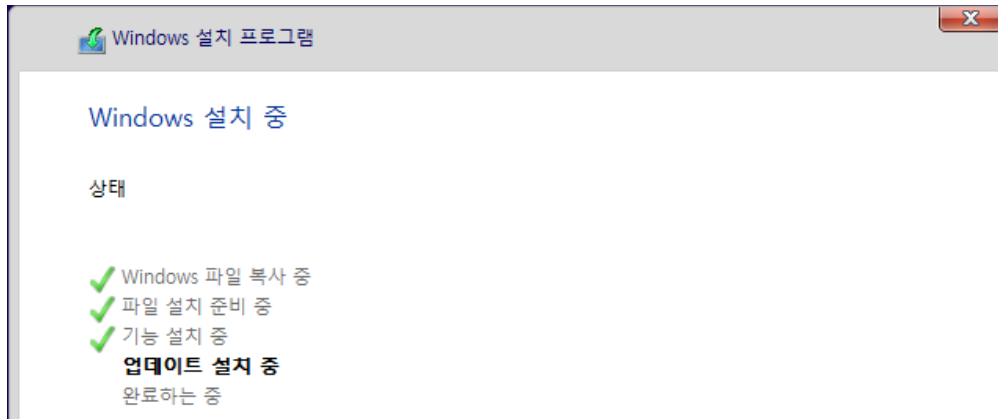 Windows 설치 프로그램
Windows 설치 중
상태
Windows 파일 복사 중
파일 설치 준비 중
기능 설치 중
업데이트 설치 중
완료하는 중